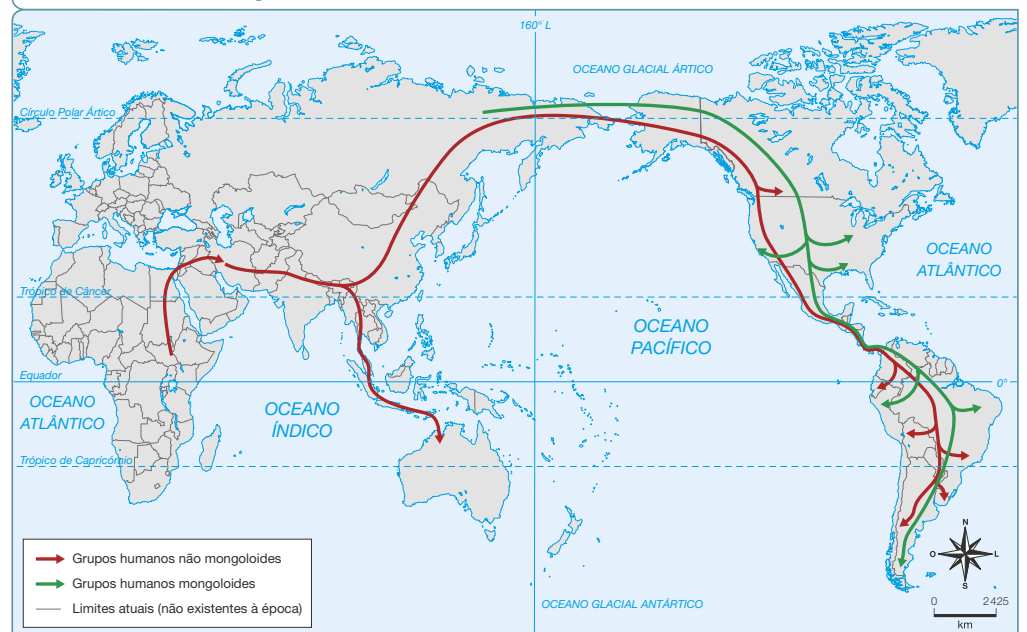 160° L
OCEANO GLACIAL ÁRTICO
Círculo Polar Ártico
OCEANO
ATLÂNTICO
Trópico de Câncer
OCEANO
PACÍFICO
Equador
0°
OCEANO
ATLÂNTICO
OCEANO
ÍNDICO
Trópico de Capricórnio
N
O
L
S
Grupos humanos não mongoloides
Grupos humanos mongoloides
Limites atuais (não existentes à época)
OCEANO GLACIAL ANTÁRTICO
0 2425
km